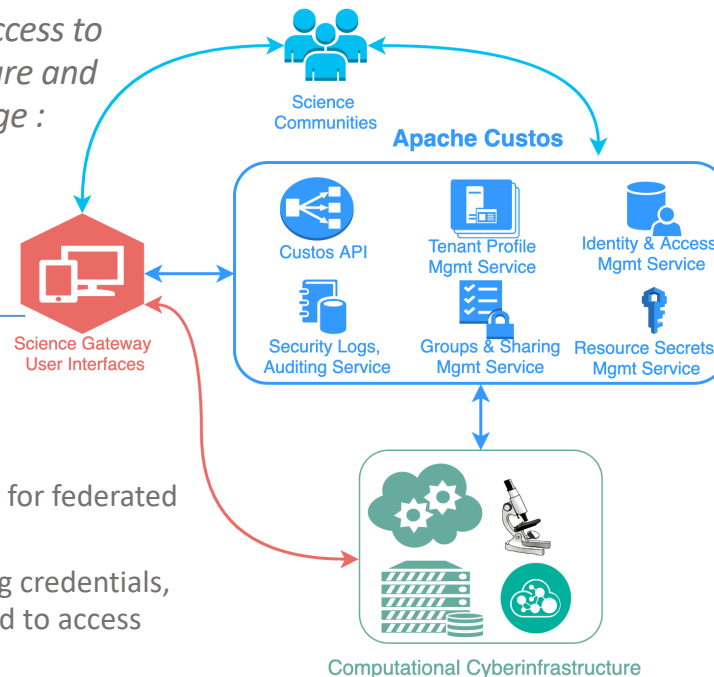 ccess to
are and
ge :
Science
Communities
Apache Custos
Custos API
Tenant Profile
Mgmt Service
Identity & Access
Mgmt Service
Security Logs,
Auditing Service
Groups & Sharing
Mgmt Service
Resource Secrets
Mgmt Service
Science Gateway
User Interfaces
for federated
g credentials,
d to access
Computational Cyberinfrastructure